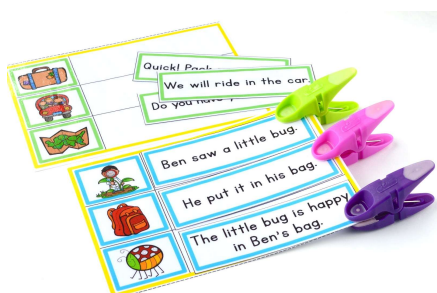 Quick! Pack
We will ride in the car.
Do you have
Ben saw a little bug.
He put it in his bag.
The little bug is happy
in Ben's bag.